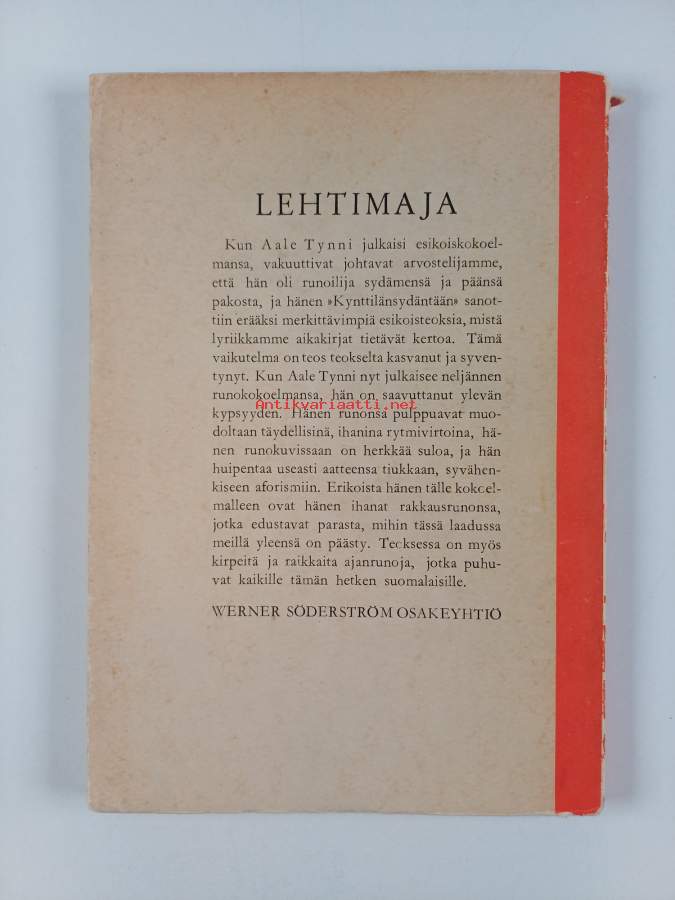 LEHTIMAJA
Kun Aale Tynni julkaisi esikoiskokoel-
mansa, vakuuttivat johtavat arvostelijamme,
että hän oli runoilija sydämensä ja päänsä
pakosta, ja hänen »Kynttilänsydäntään» sanot-
tiin erääksi merkittävimpiä esikoisteoksia, mistä
lyriikkamme aikakirjat tietävät kertoa. Tämä
vaikutelma on teos teokselta kasvanut ja syven-
tynyt. Kun Aale Tynni nyt julkaisee neljännen
runokokoelmansa, hän on saavuttanut ylevän
Antikvariaatti.net
kypsyyden. Hänen runonsa pulppuavat muo-
doltaan täydellisinä, ihanina rytmivirtoina, hä-
nen runokuvissaan on herkkää suloa, ja hän
huipentaa useasti aatteensa tiukkaan, syvähen-
kiseen aforismiin. Erikoista hänen tälle kokoel-
malleen ovat hänen ihanat rakkausrunonsa,
jotka edustavat parasta, mihin tässä laadussa
meillä yleensä on päästy. Teoksessa on myös
kirpeitä ja raikkaita ajanrunoja, jotka puhu-
vat kaikille tämän hetken suomalaisille.
WERNER SÖDERSTRÖM OSAKEYHTIÖ